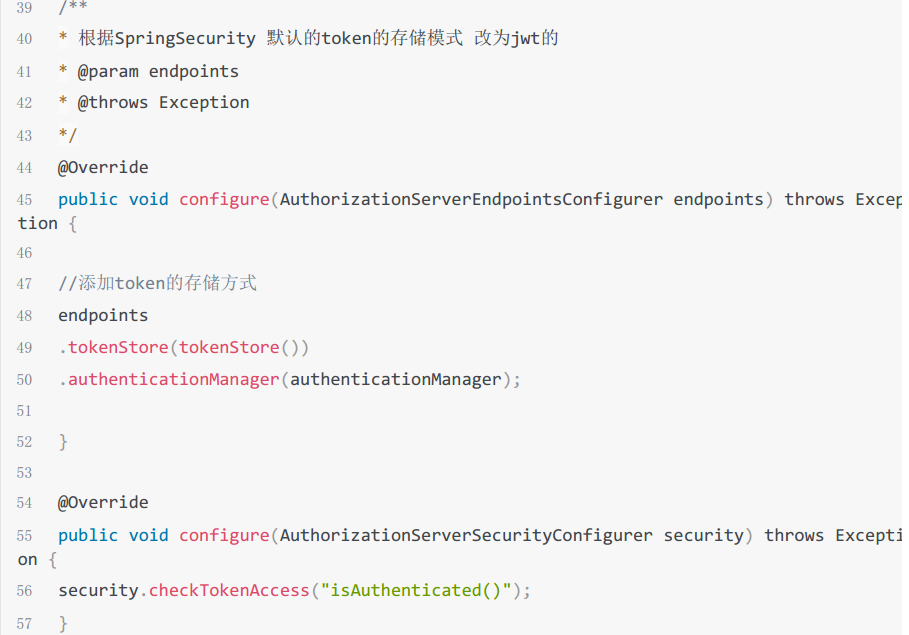 39 /**
40 * 根据SpringSecurity 默认的token的存储模式 改为jwt的
41 * @param endpoints
42 * @throws Exception
43 */
44 @Override
45 public void configure(AuthorizationServerEndpointsConfigurer endpoints) throws Excep
tion {
46
47 //添加token的存储方式
48 endpoints
49 .tokenStore(tokenStore())
50 .authenticationManager(authenticationManager);
51
52 }
53
54 @Override
55 public void configure(AuthorizationServerSecurityConfigurer security) throws Excepti
on {
56 security.checkTokenAccess("isAuthenticated()");
57 }